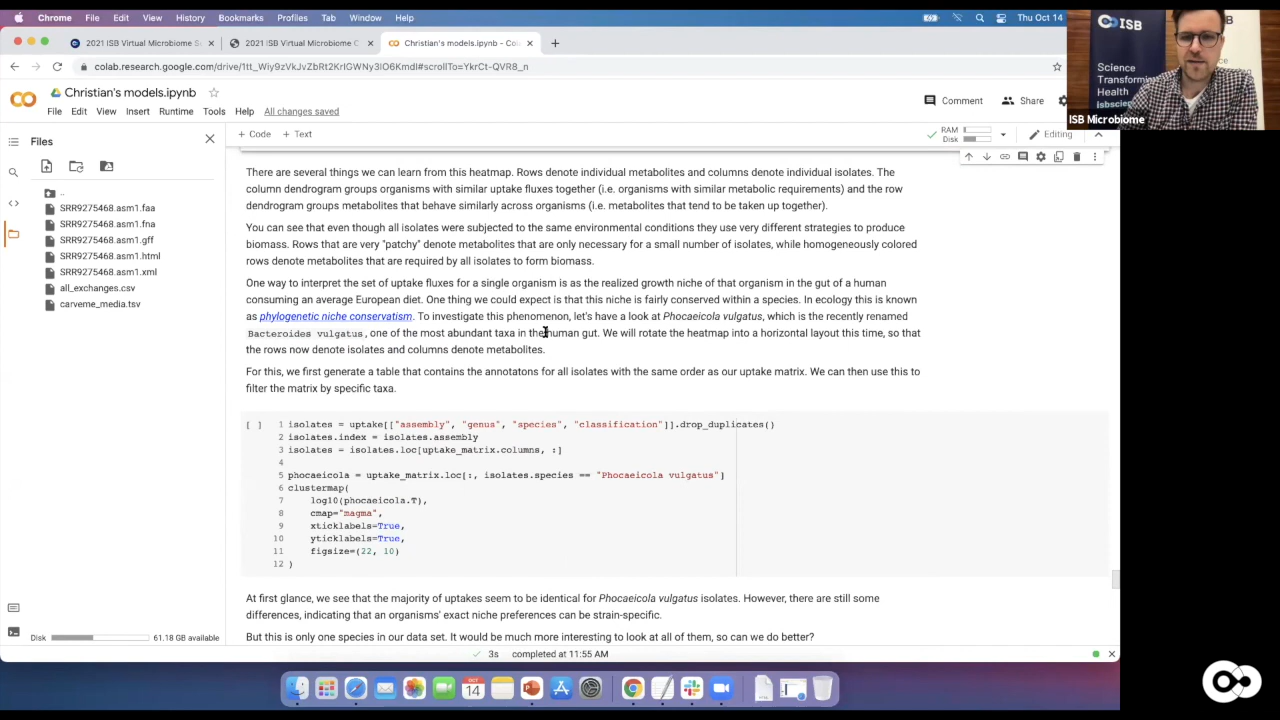 Chrome File Edit View History Bookmarks Profiles Tab Window Help Thu Oct 14
2021 ISB Virtual Microbiome S 2021 ISB Virtual Microbiome C Christian's models.ipynb - Col
colab.research.google.com/drive/1tt_Wiy9zVkJvZbRt2KrIGWNy3IO6KmdI#scrollTo=YkrCt-QVR8_n
ISB
Science
Transforming
Health
isbscien
ISB Microbiome
Christian's models.ipynb
File Edit View Insert Runtime Tools Help All changes saved
Comment Share
Files
+ Code + Text
RAM
Disk
Editing
..
SRR9275468.asm1.faa
SRR9275468.asm1.fna
SRR9275468.asm1.gff
SRR9275468.asm1.html
SRR9275468.asm1.xml
all_exchanges.csv
carveme_media.tsv
There are several things we can learn from this heatmap. Rows denote individual metabolites and columns denote individual isolates. The
column dendrogram groups organisms with similar uptake fluxes together (i.e. organisms with similar metabolic requirements) and the row
dendrogram groups metabolites that behave similarly across organisms (i.e. metabolites that tend to be taken up together).
You can see that even though all isolates were subjected to the same environmental conditions they use very different strategies to produce
biomass. Rows that are very "patchy" denote metabolites that are only necessary for a small number of isolates, while homogeneously colored
rows denote metabolites that are required by all isolates to form biomass.
One way to interpret the set of uptake fluxes for a single organism is as the realized growth niche of that organism in the gut of a human
consuming an average European diet. One thing we could expect is that this niche is fairly conserved within a species. In ecology this is known
as phylogenetic niche conservatism. To investigate this phenomenon, let's have a look at Phocaeicola vulgatus, which is the recently renamed
Bacteroides vulgatus, one of the most abundant taxa in the human gut. We will rotate the heatmap into a horizontal layout this time, so that
the rows now denote isolates and columns denote metabolites.
For this, we first generate a table that contains the annotatons for all isolates with the same order as our uptake matrix. We can then use this to
filter the matrix by specific taxa.
[ ] 1 isolates = uptake[["assembly", "genus", "species", "classification"]].drop_duplicates()
2 isolates.index = isolates.assembly
3 isolates = isolates.loc[uptake_matrix.columns, :]
4
5 phocaeicola = uptake_matrix.loc[:, isolates.species == "Phocaeicola vulgatus"]
6 clustermap(
7 log10(phocaeicola.T),
8 cmap="magma",
9 xticklabels=True,
10 yticklabels=True,
11 figsize=(22, 10)
12 )
At first glance, we see that the majority of uptakes seem to be identical for Phocaeicola vulgatus isolates. However, there are still some
differences, indicating that an organisms' exact niche preferences can be strain-specific.
But this is only one species in our data set. It would be much more interesting to look at all of them, so can we do better?
Disk 61.18 GB available
3s completed at 11:55 AM
OCT
14